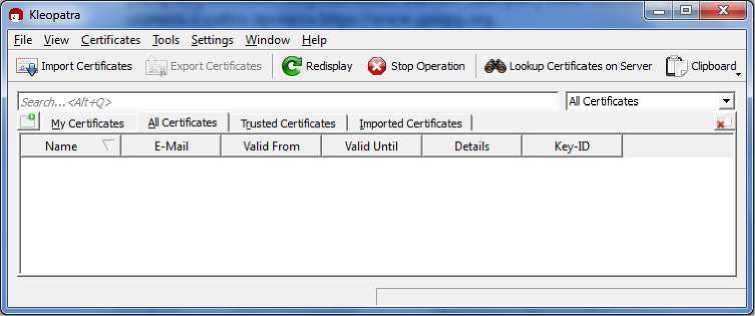 Kleopatra
File View Certificates Tools Settings Window Help
Import Certificates Export Certificates Redisplay Stop Operation Lookup Certificates on Server Clipboard
Search...<Alt+Q> All Certificates
My Certificates All Certificates Trusted Certificates Imported Certificates
Name E-Mail Valid From Valid Until Details Key-ID